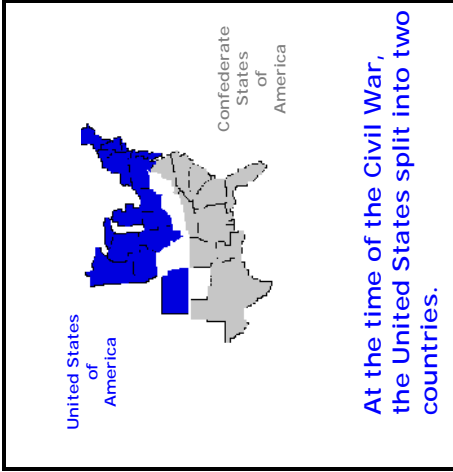 United States
of
America
Confederate
States
of
America
At the time of the Civil War,
the United States split into two
countries.